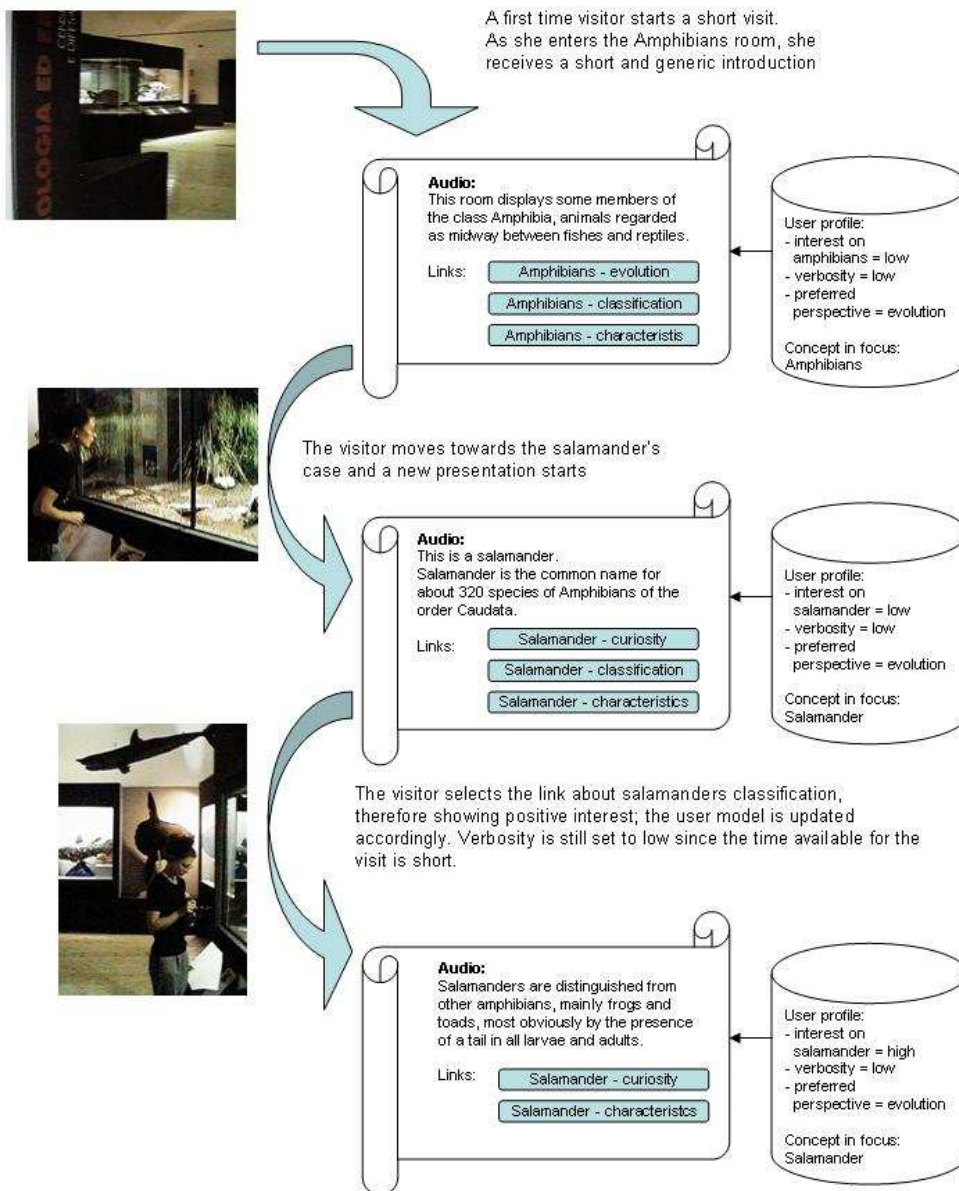 A first time visitor starts a short visit.
As she enters the Amphibians room, she
receives a short and generic introduction
OLOGIA ED
Audio:
This room displays some members of
the class Amphibia, animals regarded
as midway between fishes and reptiles.
Links:
Amphibians - evolution
Amphibians - classification
Amphibians - characteristis
User profile:
- interest on
amphibians = low
- verbosity = low
- preferred
perspective = evolution
Concept in focus:
Amphibians
The visitor moves towards the salamander's
case and a new presentation starts
Audio:
This is a salamander.
Salamander is the common name for
about 320 species of Amphibians of the
order Caudata.
Links:
Salamander - curiosity
Salamander - classification
Salamander - characteristics
User profile:
- interest on
salamander = low
- verbosity = low
- preferred
perspective = evolution
Concept in focus:
Salamander
The visitor selects the link about salamanders classification,
therefore showing positive interest; the user model is updated
accordingly. Verbosity is still set to low since the time available for the
visit is short.
Audio:
Salamanders are distinguished from
other amphibians, mainly frogs and
toads, most obviously by the presence
of a tail in all larvae and adults.
Links:
Salamander - curiosity
Salamander - characteristcs
User profile:
- interest on
salamander = high
- verbosity = low
- preferred
perspective = evolution
Concept in focus:
Salamander